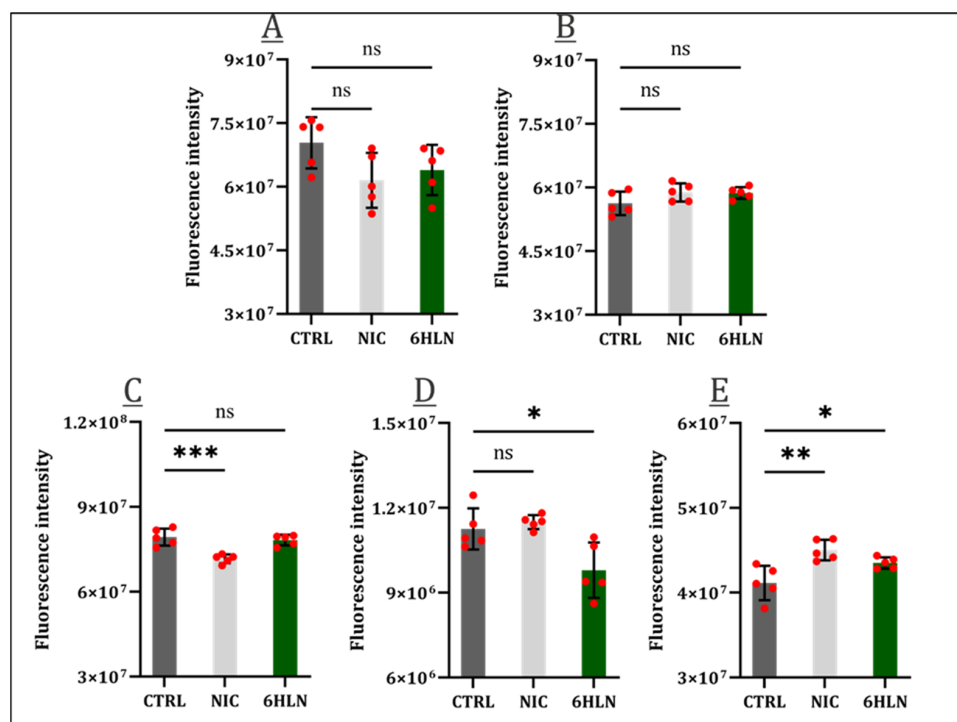 A
B
ns
ns
ns
ns
Fluorescence intensity
9×10⁷
7.5×10⁷
6×10⁷
4.5×10⁷
3×10⁷
CTRL NIC 6HLN
Fluorescence intensity
9×10⁷
7.5×10⁷
6×10⁷
4.5×10⁷
3×10⁷
CTRL NIC 6HLN
C
D
E
ns
***
Fluorescence intensity
1.2×10⁸
9×10⁷
6×10⁷
3×10⁷
CTRL NIC 6HLN
*
ns
Fluorescence intensity
1.5×10⁷
1.2×10⁷
9×10⁶
6×10⁶
CTRL NIC 6HLN
*
**
Fluorescence intensity
6×10⁷
5×10⁷
4×10⁷
3×10⁷
CTRL NIC 6HLN